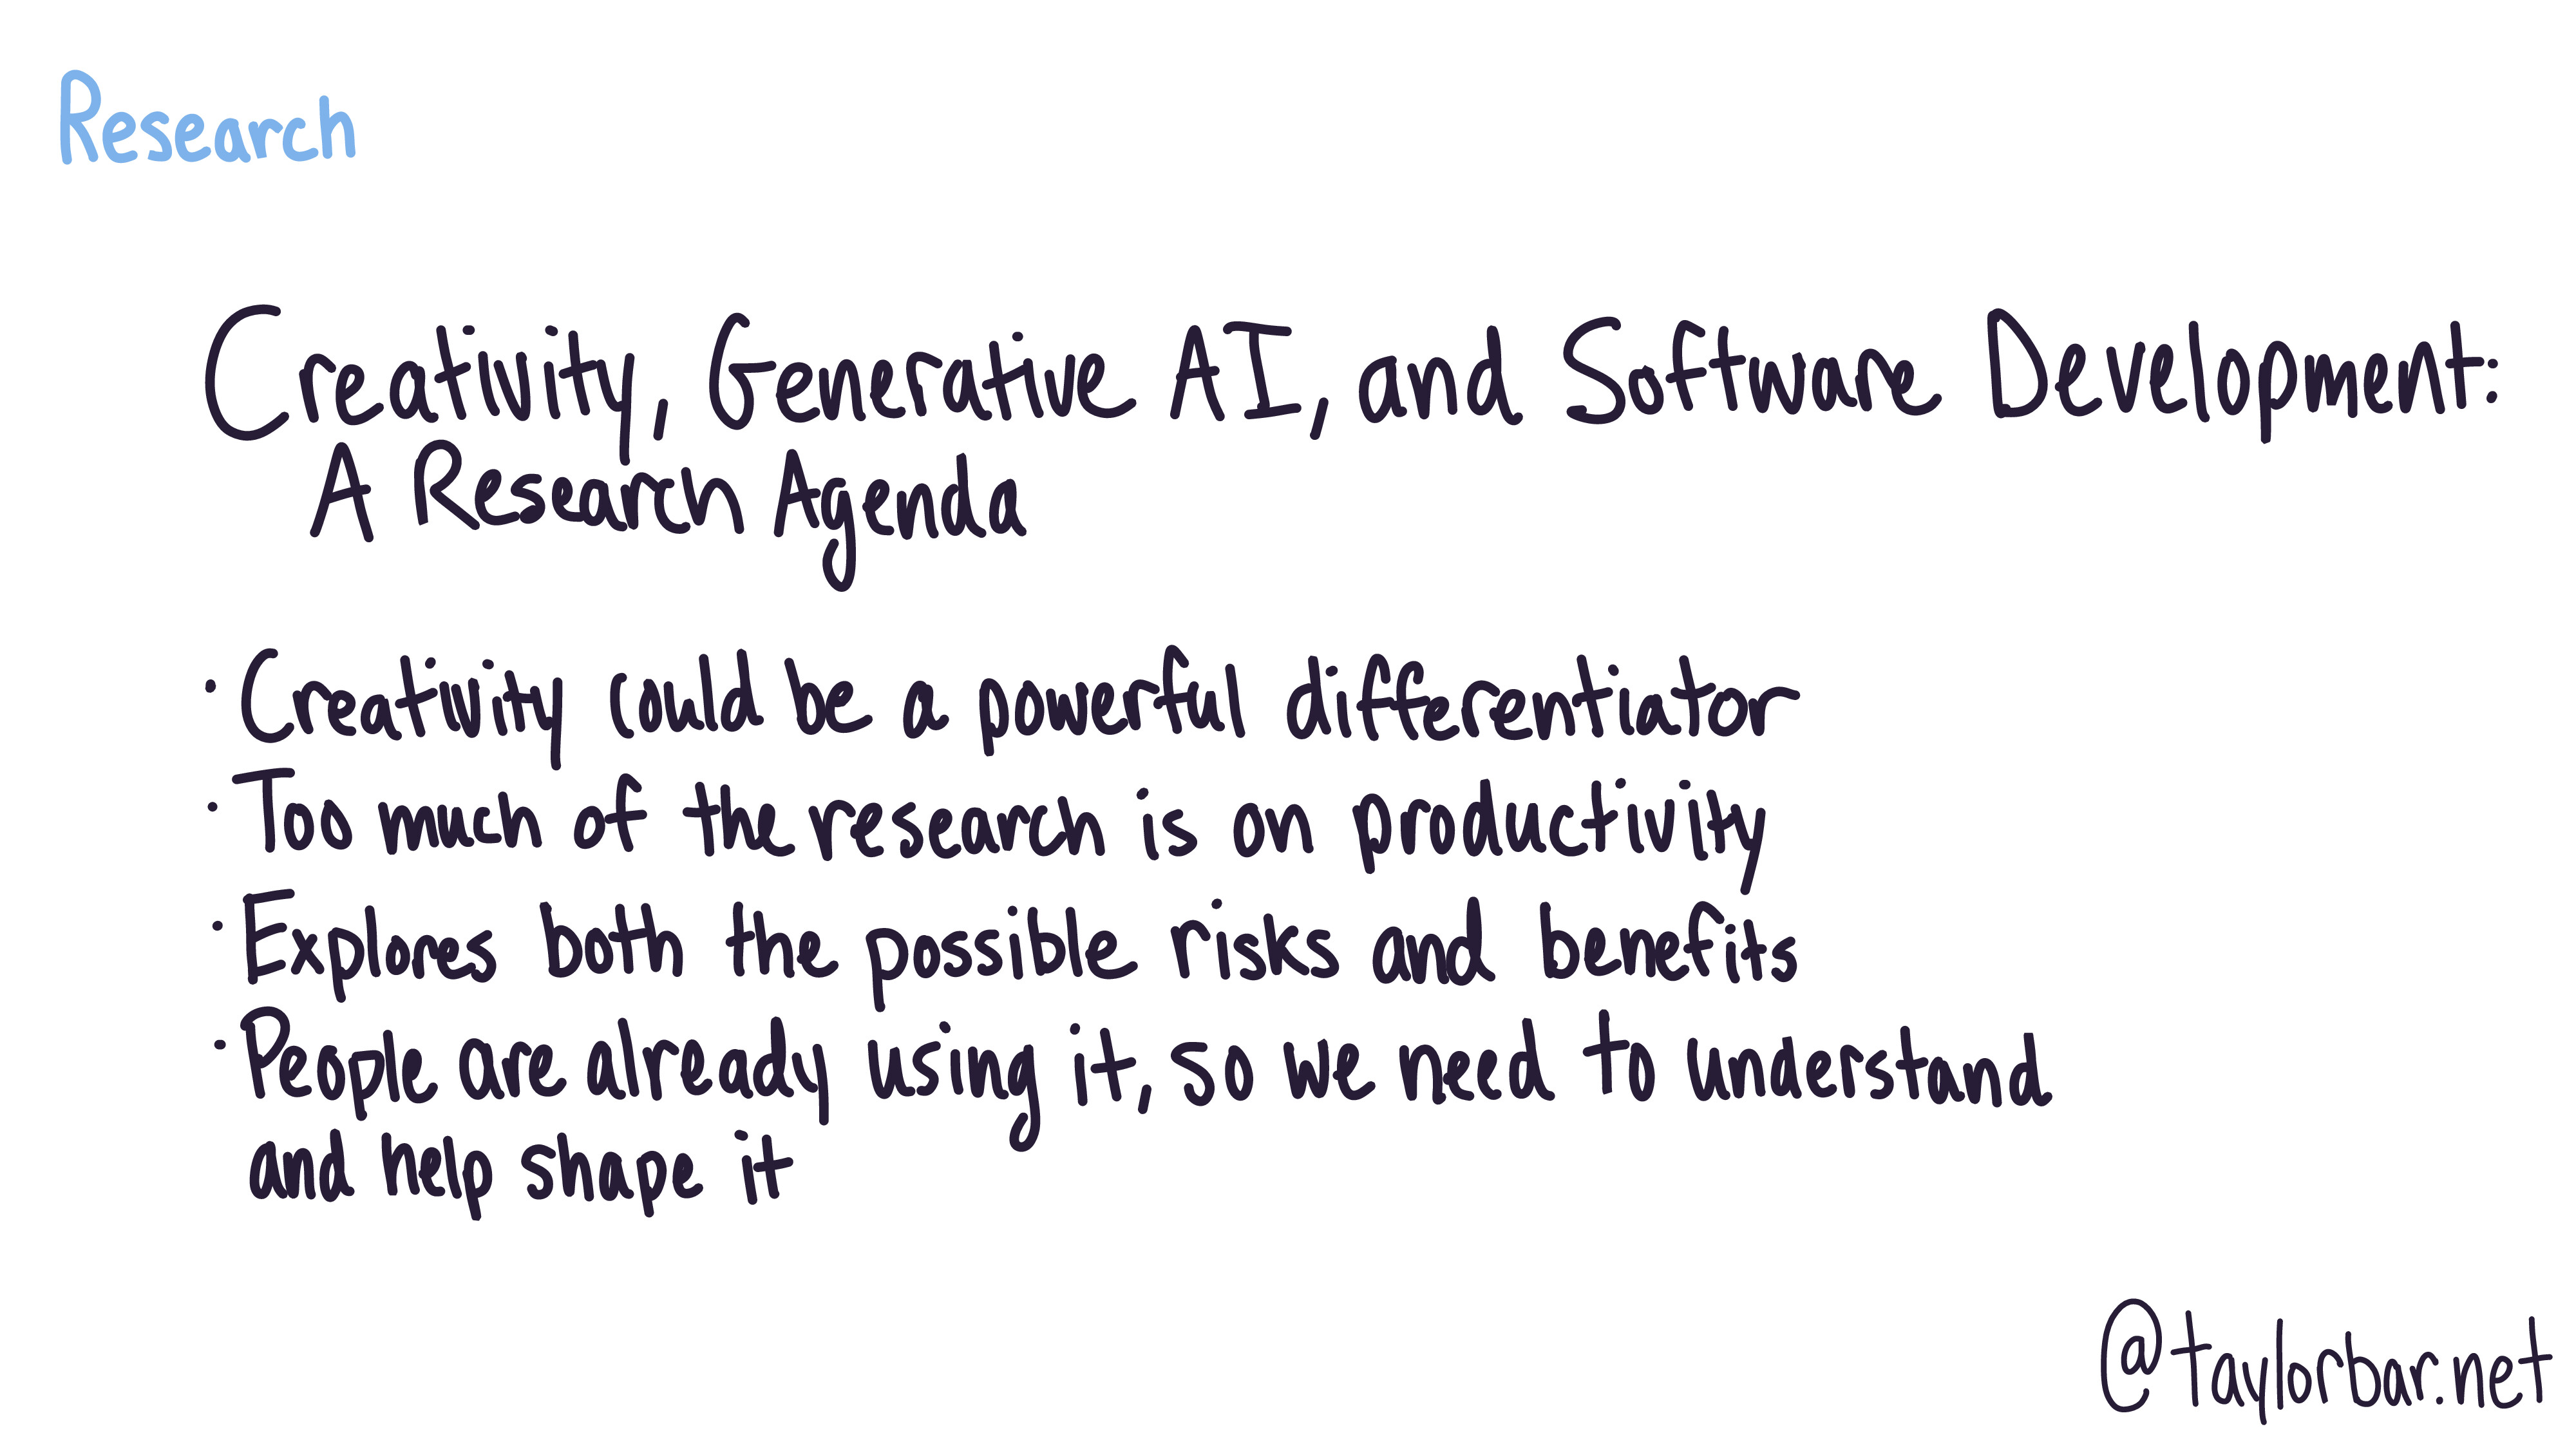 Research
Creativity, Generative AI, and Software Development:
A Research Agenda
· Creativity could be a powerful differentiator
· Too much of the research is on productivity
· Explores both the possible risks and benefits
· People are already using it, so we need to understand
and help shape it
@taylorbar.net